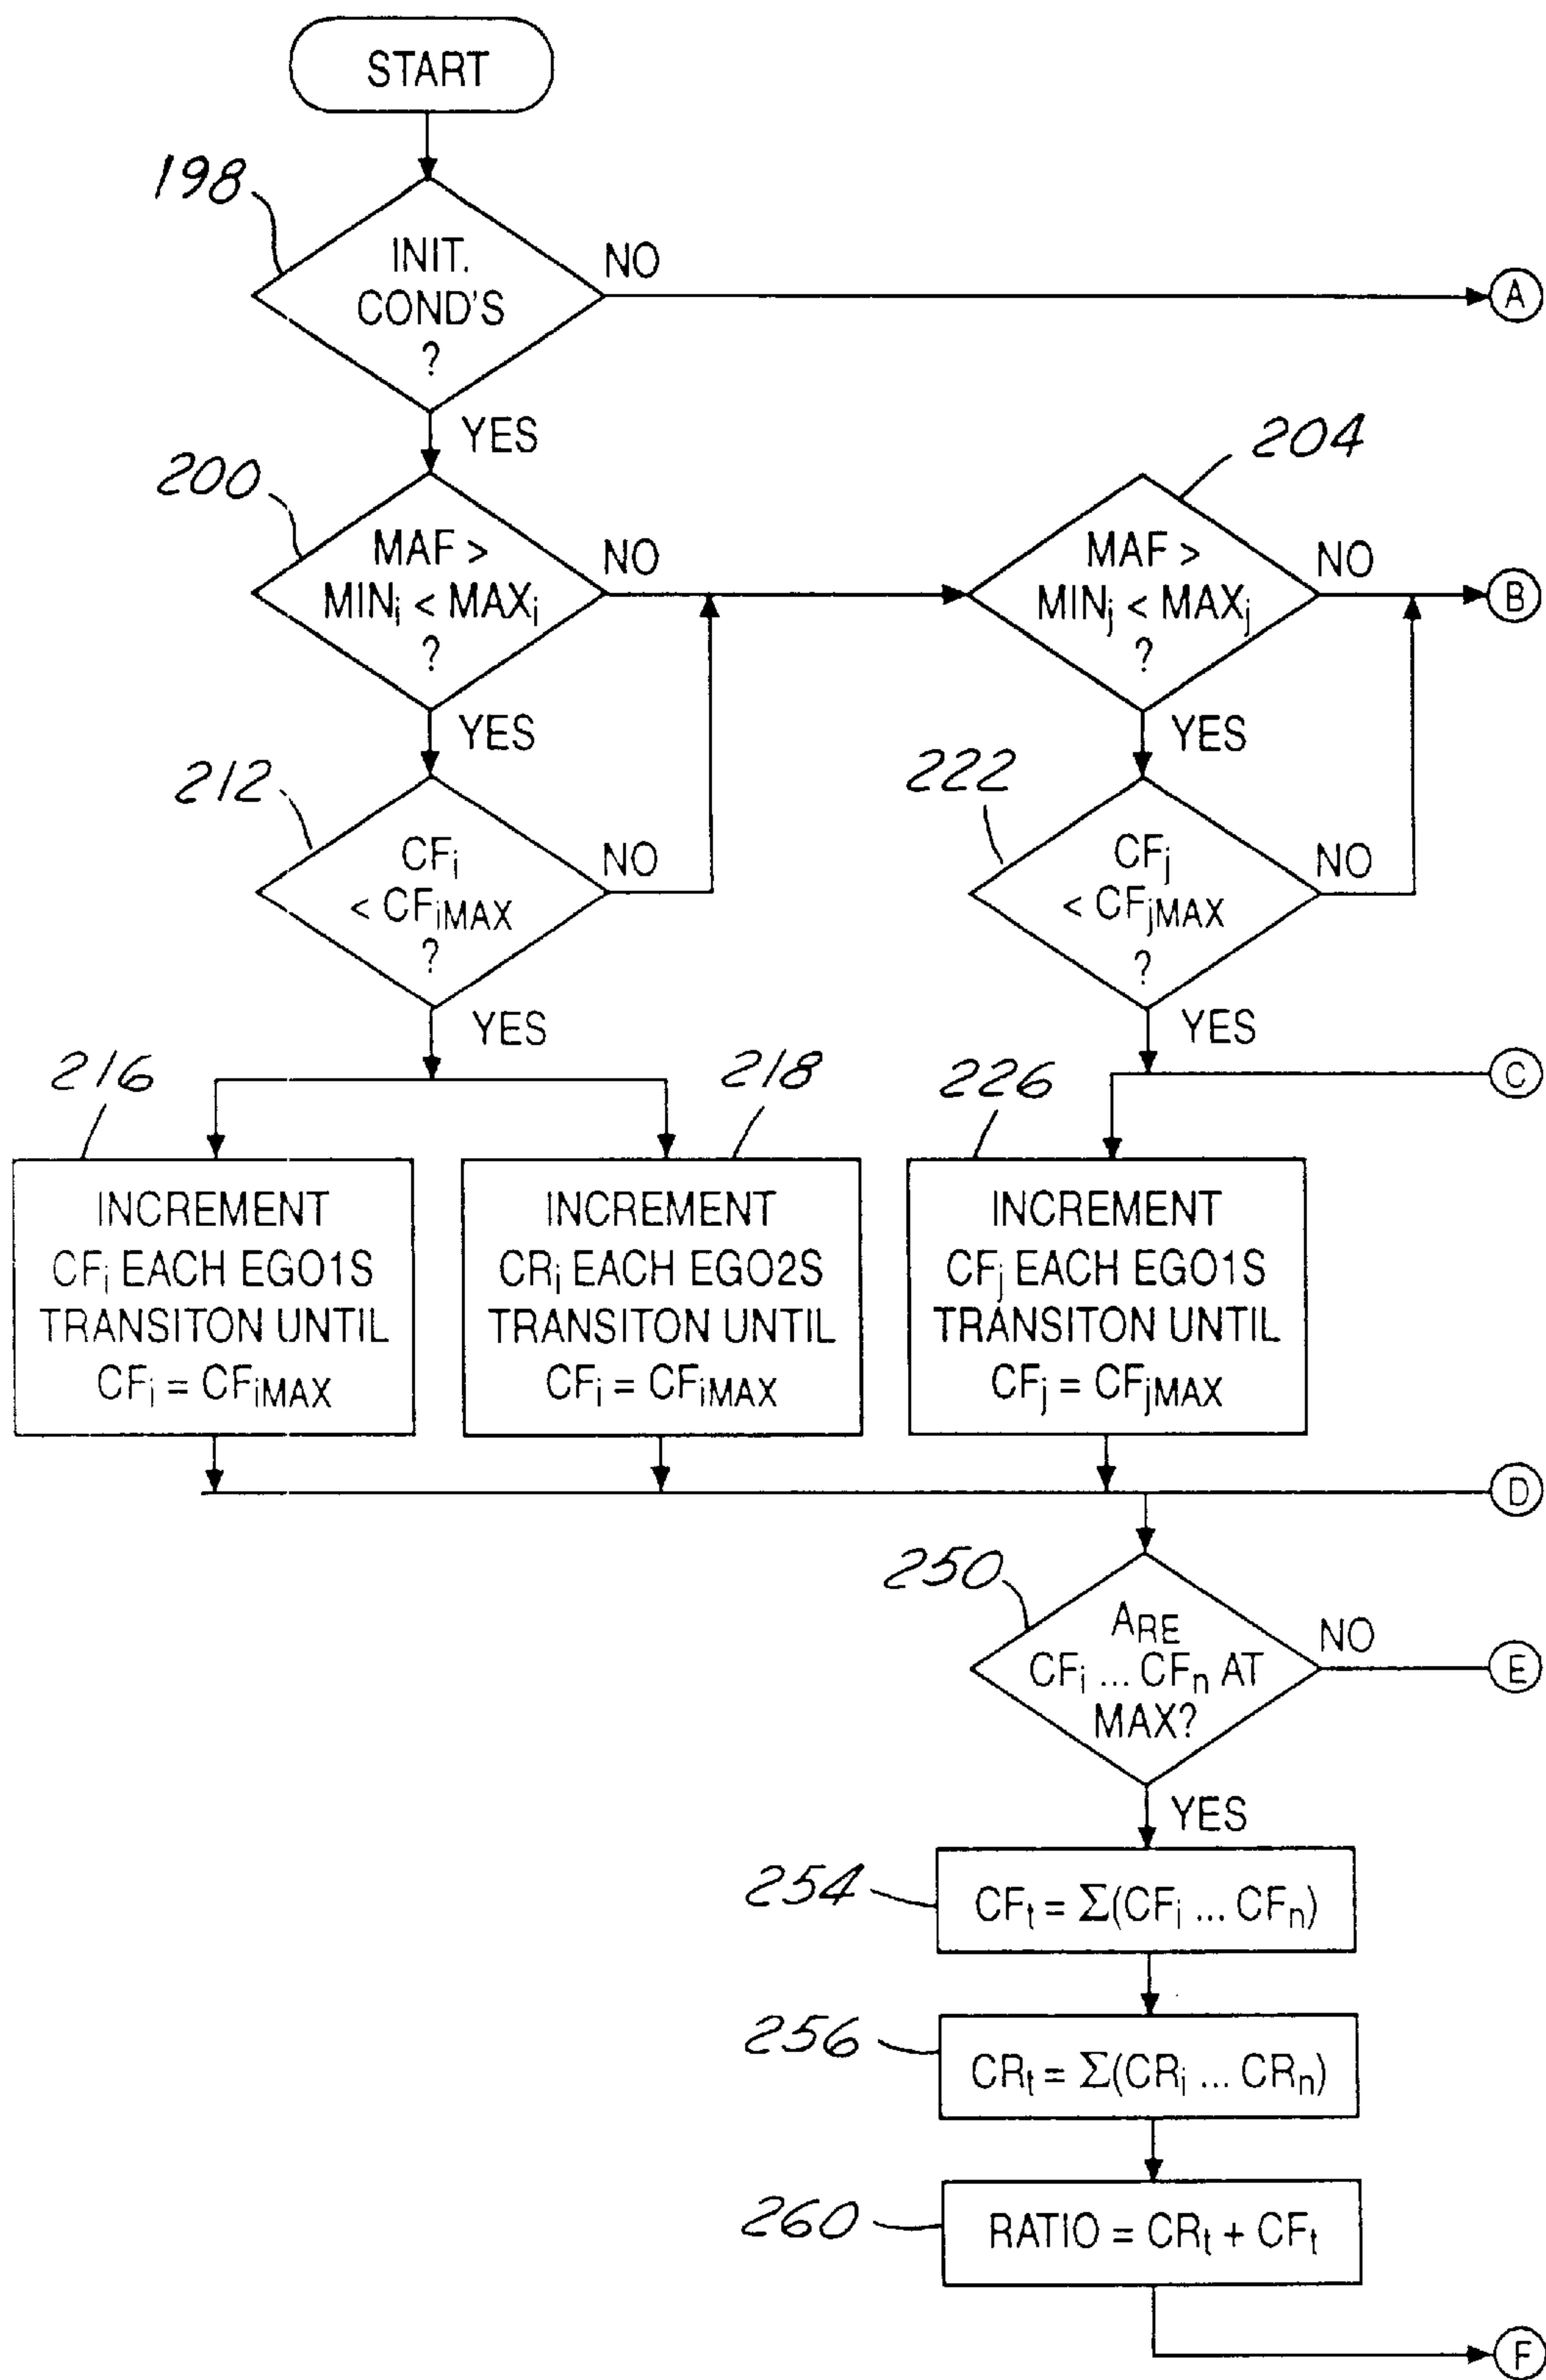 START
198
INIT.
COND'S
?
NO
A
YES
200
MAF >
MINi < MAXi
?
NO
204
MAF >
MINj < MAXj
?
NO
B
YES
YES
212
CFi
< CFiMAX
?
NO
222
CFj
< CFjMAX
?
NO
YES
YES
C
216
INCREMENT
CFi EACH EGO1S
TRANSITON UNTIL
CFi = CFiMAX
218
INCREMENT
CRi EACH EGO2S
TRANSITON UNTIL
CFi = CFiMAX
226
INCREMENT
CFj EACH EGO1S
TRANSITON UNTIL
CFj = CFjMAX
D
250
ARE
CFi ... CFn AT
MAX?
NO
E
YES
254
CFt = Σ(CFi ... CFn)
256
CRt = Σ(CRi ... CRn)
260
RATIO = CRt + CFt
F